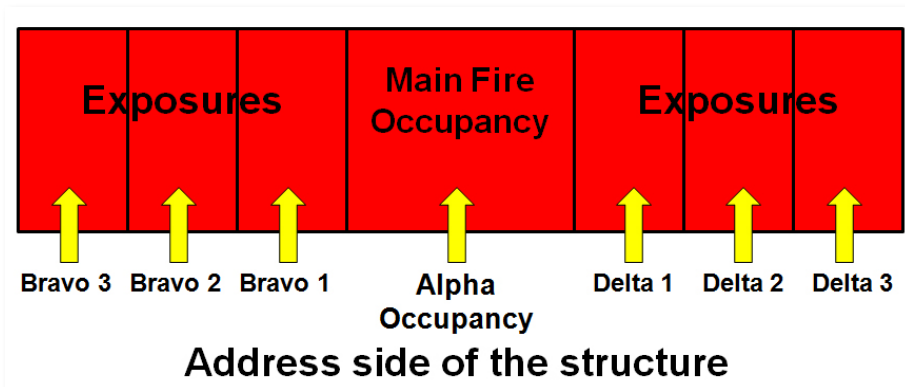 Exposures
Main Fire
Occupancy
Exposures
Bravo 3
Bravo 2
Bravo 1
Alpha
Occupancy
Delta 1
Delta 2
Delta 3
Address side of the structure